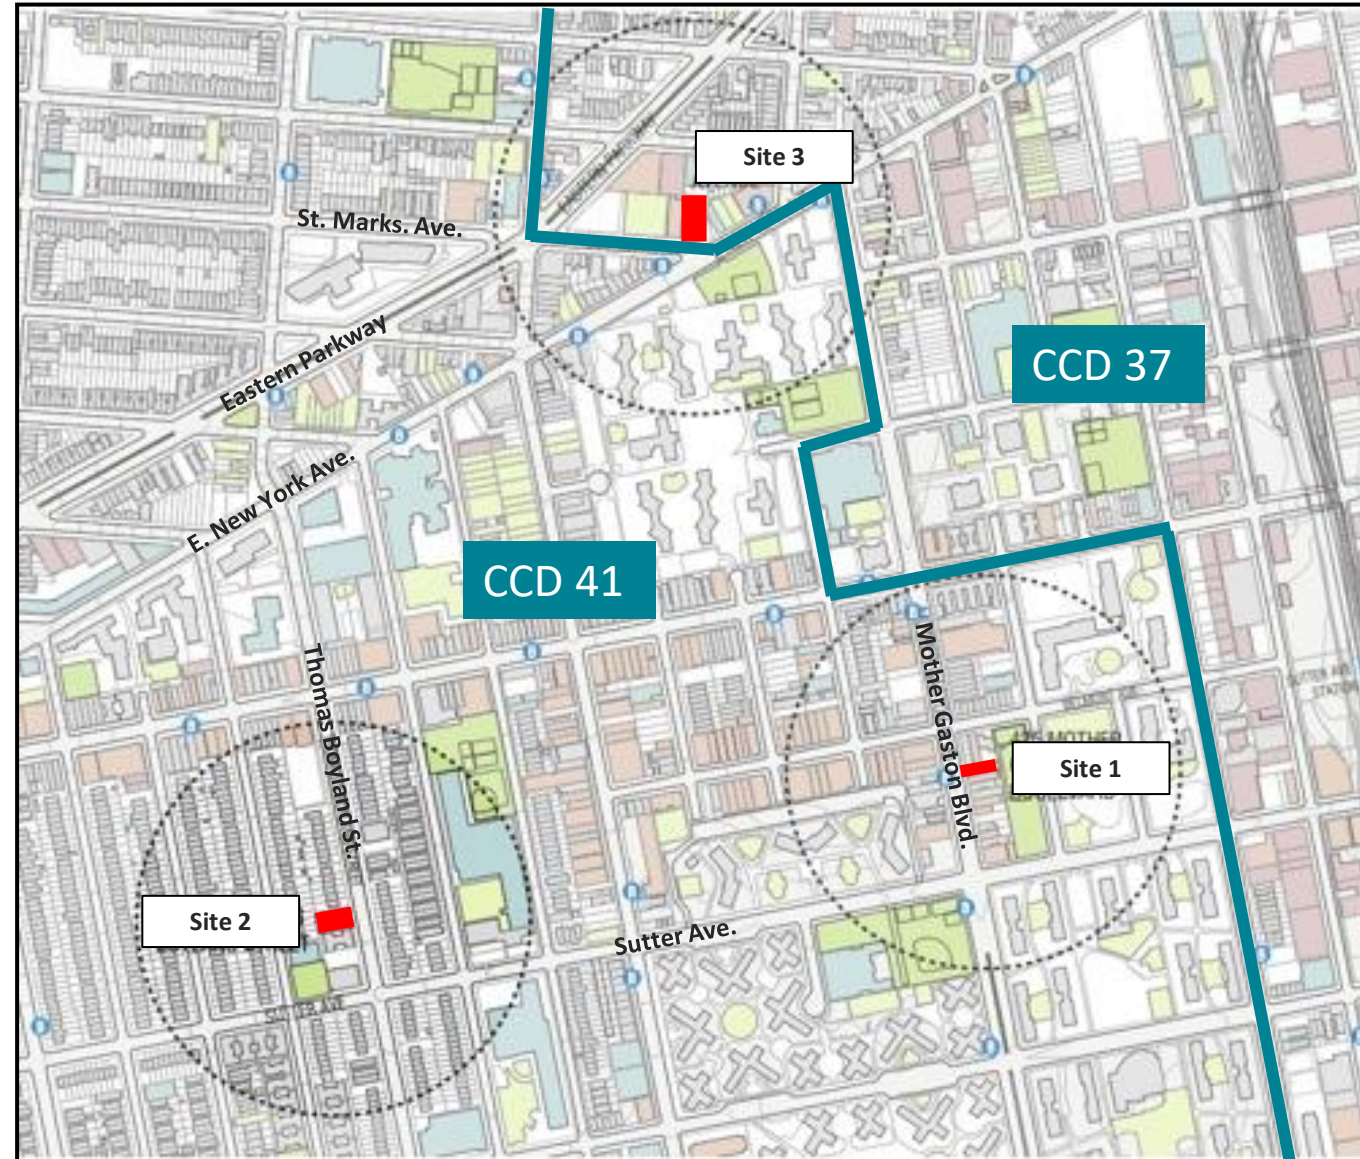 Site 3
St. Marks. Ave.
CCD 37
Eastern Parkway
E. New York Ave.
CCD 41
Mother Gaston Blvd.
Thomas Boyland St.
Site 1
Site 2
Sutter Ave.